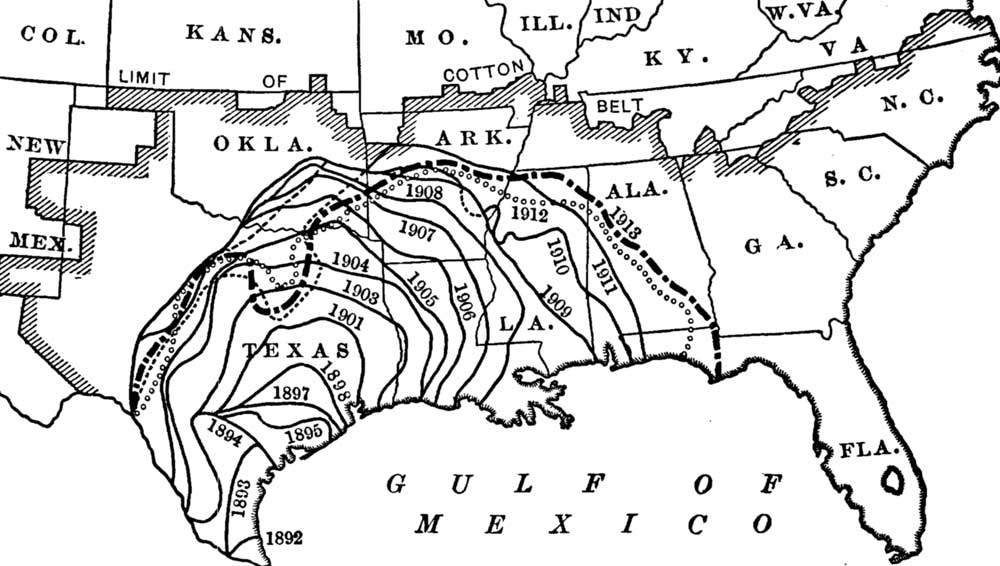 COL.
KANS.
MO.
ILL.
IND
W.VA.
KY.
VA
LIMIT OF COTTON BELT
N. C.
NEW
MEX.
OKLA.
ARK.
S. C.
ALA.
GA.
1908
1912
1913
1907
1910
1911
1904
1905
1906
1909
1903
1901
LA.
TEXAS
1898
1897
1895
1894
1893
1892
FLA.
GULF OF
MEXICO